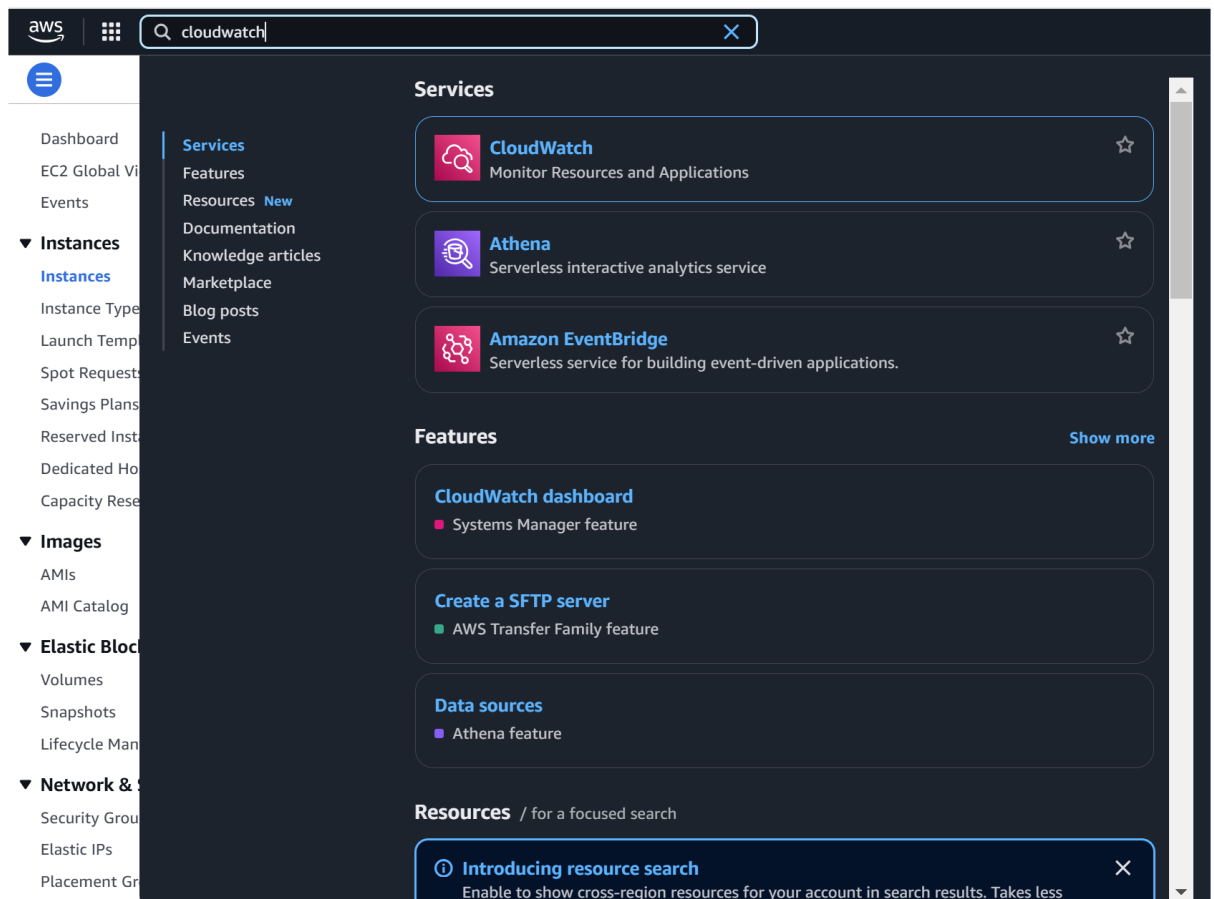 aws
cloudwatch
Dashboard
EC2 Global Vi
Events
Instances
Instances
Instance Type
Launch Templ
Spot Requests
Savings Plans
Reserved Insta
Dedicated Ho
Capacity Rese
Images
AMIs
AMI Catalog
Elastic Block
Volumes
Snapshots
Lifecycle Man
Network & S
Security Grou
Elastic IPs
Placement Gr
Services
Features
Resources New
Documentation
Knowledge articles
Marketplace
Blog posts
Events
Services
CloudWatch
Monitor Resources and Applications
Athena
Serverless interactive analytics service
Amazon EventBridge
Serverless service for building event-driven applications.
Features
Show more
CloudWatch dashboard
Systems Manager feature
Create a SFTP server
AWS Transfer Family feature
Data sources
Athena feature
Resources / for a focused search
Introducing resource search
Enable to show cross-region resources for your account in search results. Takes less